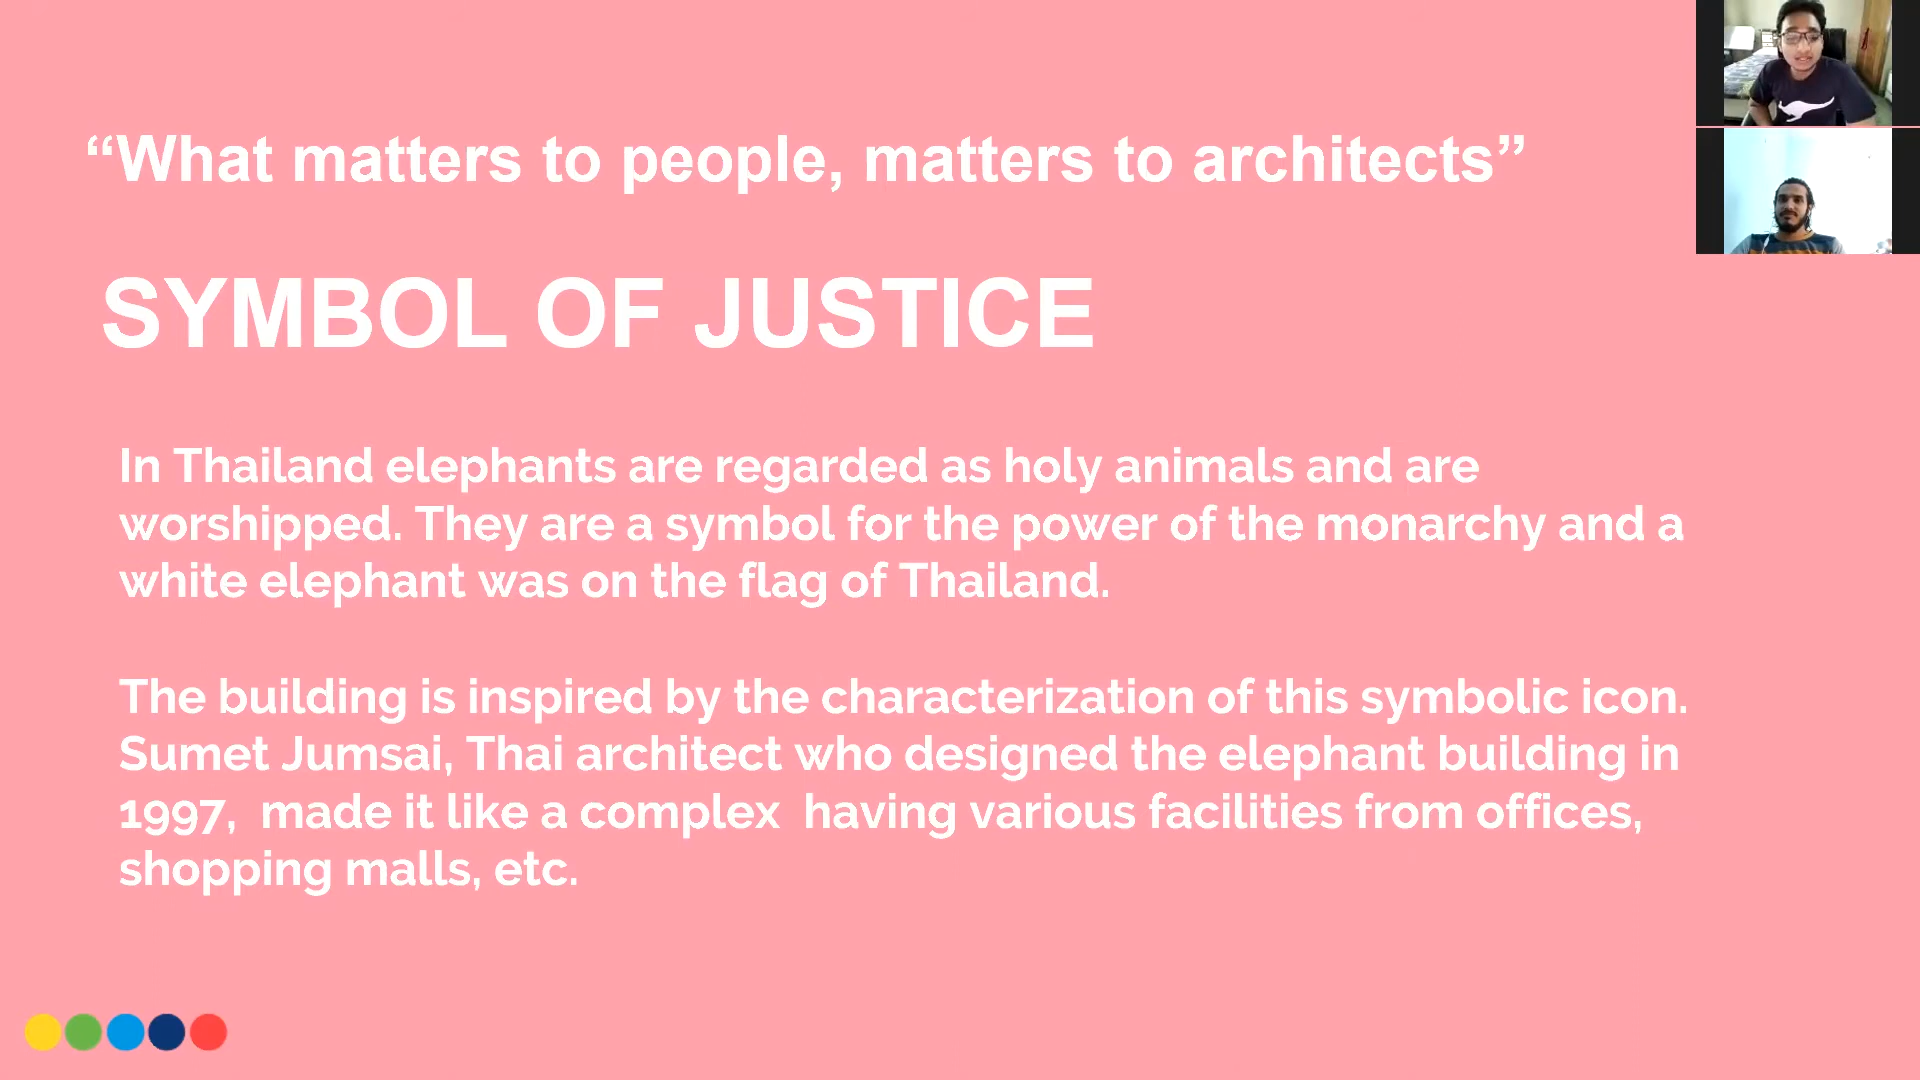 “What matters to people, matters to architects”
SYMBOL OF JUSTICE
In Thailand elephants are regarded as holy animals and are
worshipped. They are a symbol for the power of the monarchy and a
white elephant was on the flag of Thailand.
The building is inspired by the characterization of this symbolic icon.
Sumet Jumsai, Thai architect who designed the elephant building in
1997,  made it like a complex  having various facilities from offices,
shopping malls, etc.